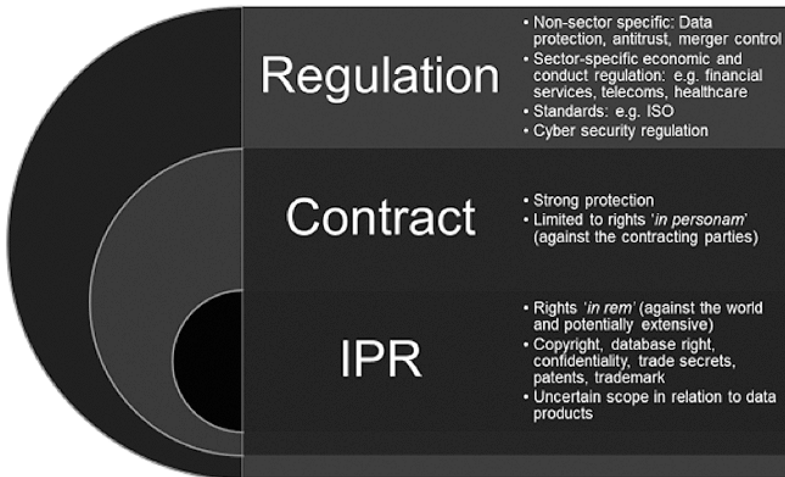 Regulation
• Non-sector specific: Data
protection, antitrust, merger control
• Sector-specific economic and
conduct regulation: e.g. financial
services, telecoms, healthcare
• Standards: e.g. ISO
• Cyber security regulation
Contract
• Strong protection
• Limited to rights ‘in personam’
(against the contracting parties)
IPR
• Rights ‘in rem’ (against the world
and potentially extensive)
• Copyright, database right,
confidentiality, trade secrets,
patents, trademark
• Uncertain scope in relation to data
products